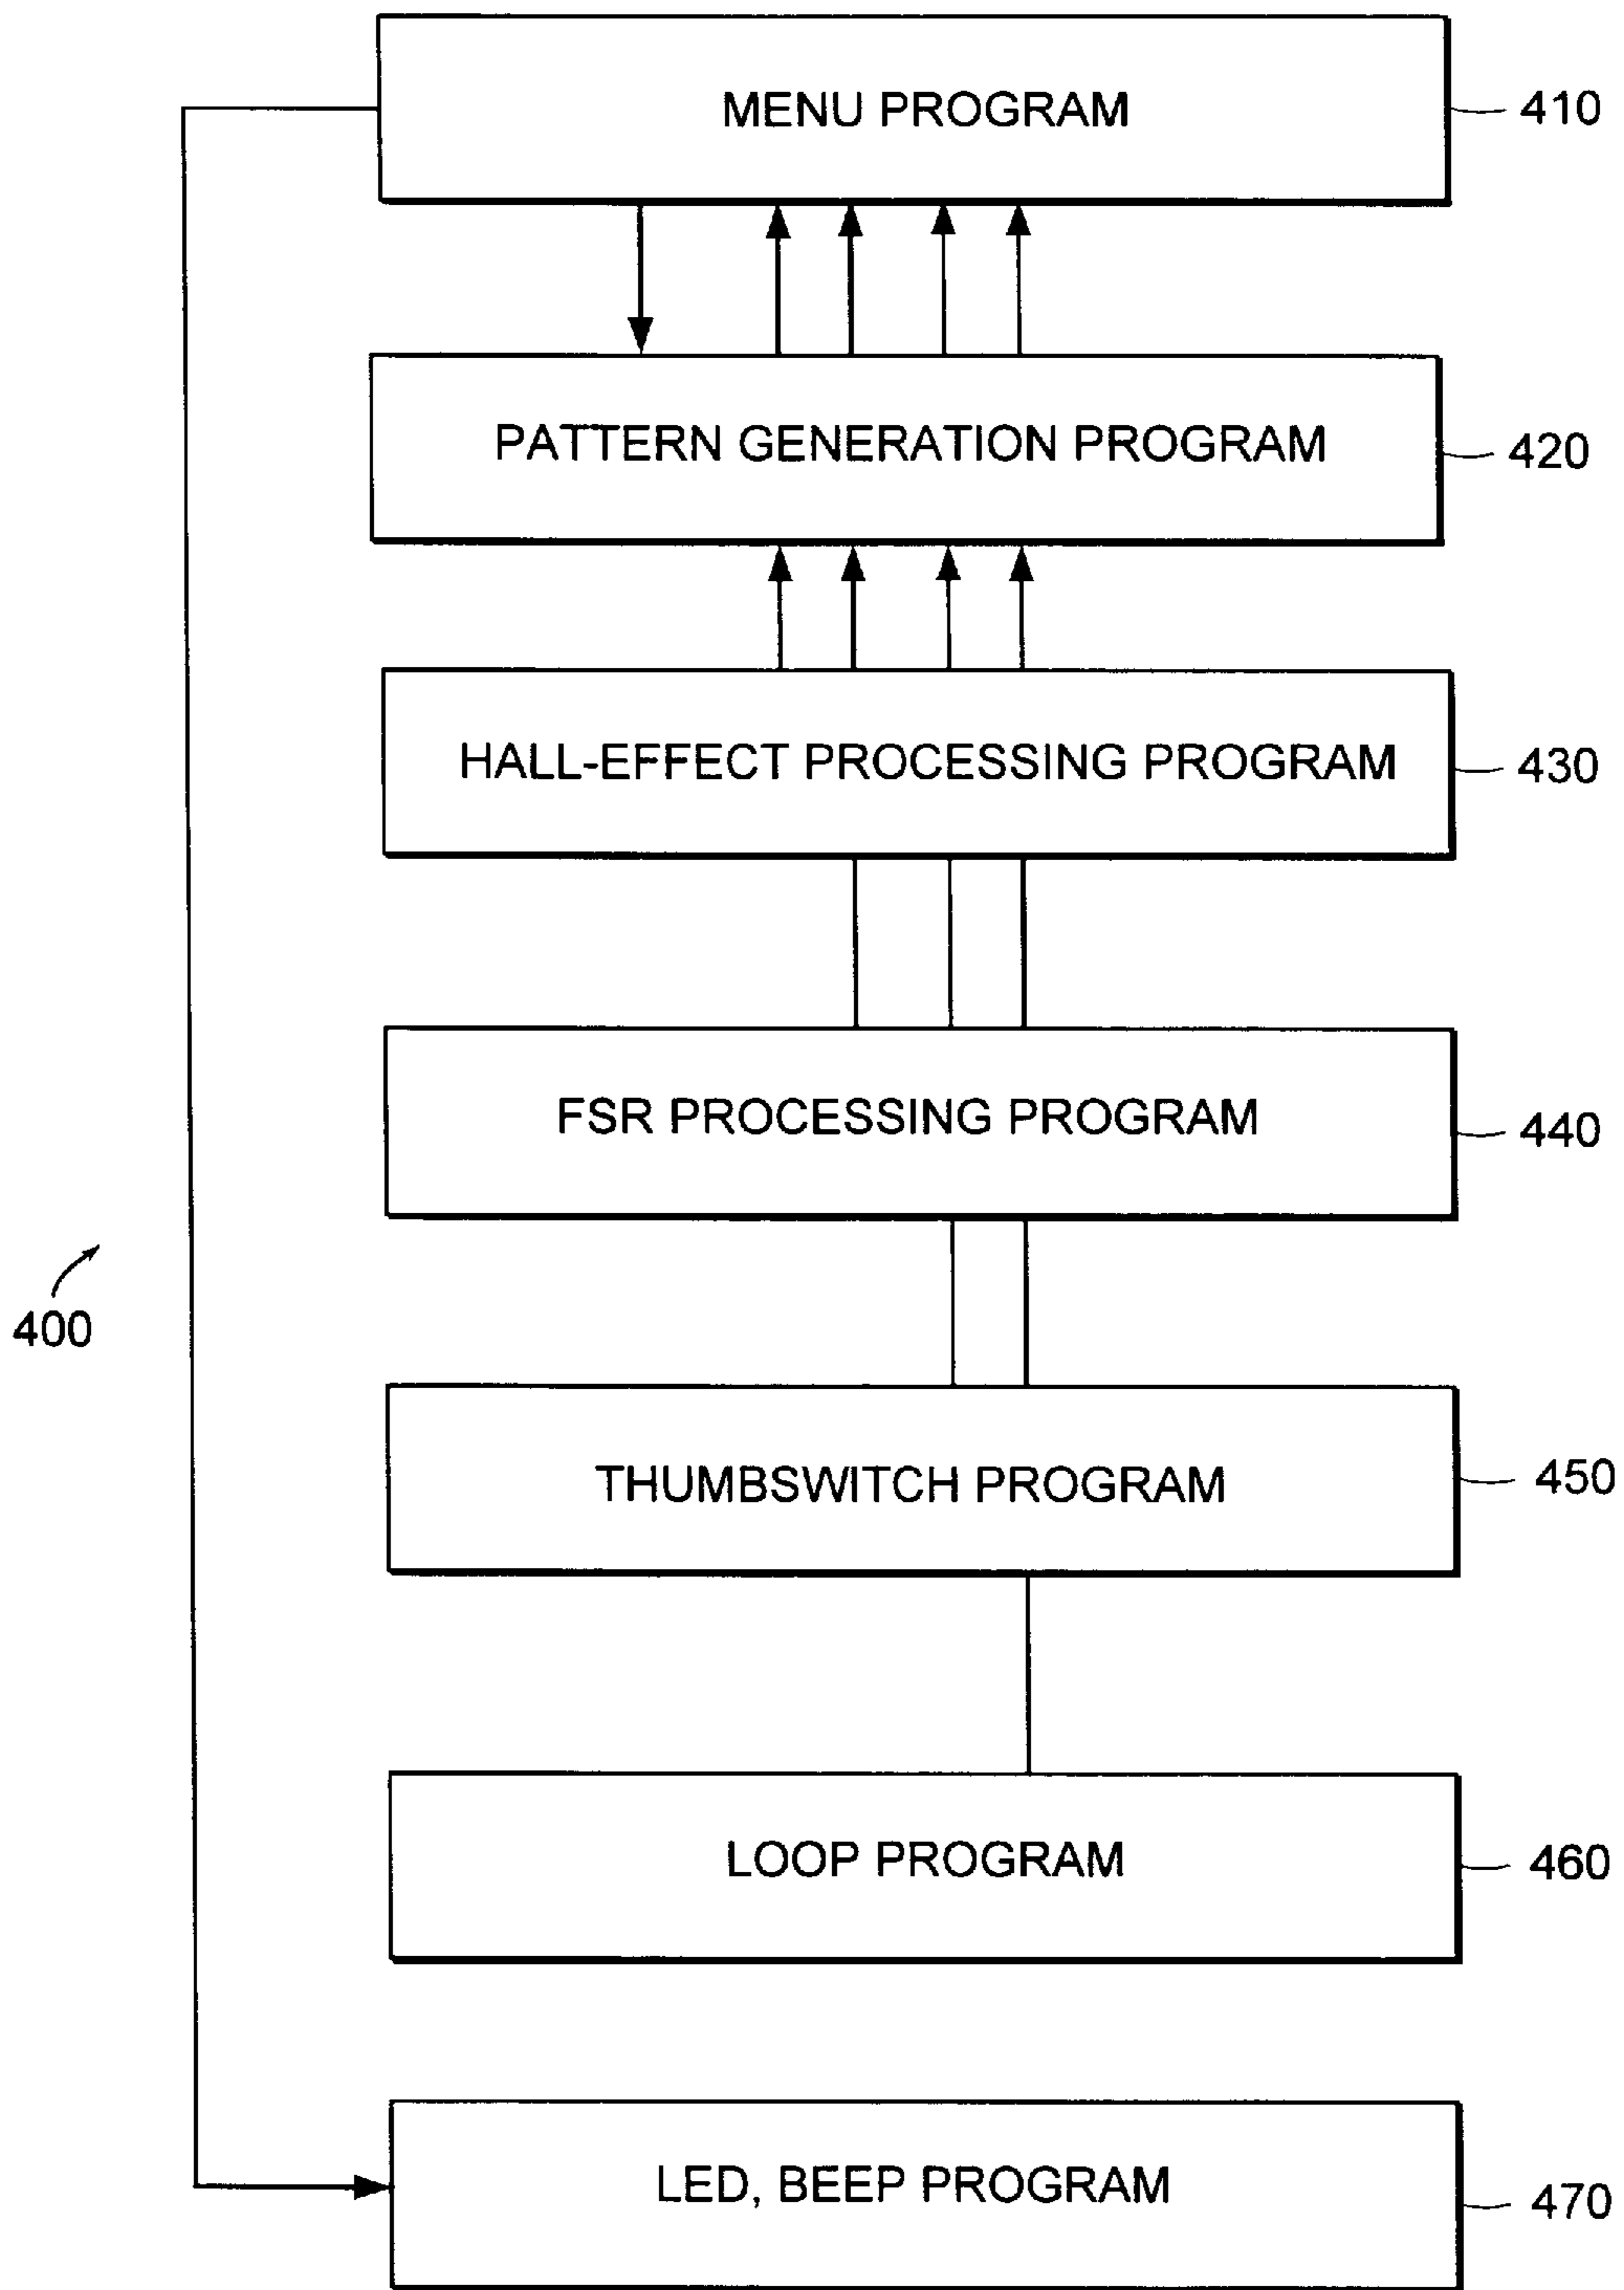 MENU PROGRAM
410
PATTERN GENERATION PROGRAM
420
HALL-EFFECT PROCESSING PROGRAM
430
FSR PROCESSING PROGRAM
440
400
THUMBSWITCH PROGRAM
450
LOOP PROGRAM
460
LED, BEEP PROGRAM
470